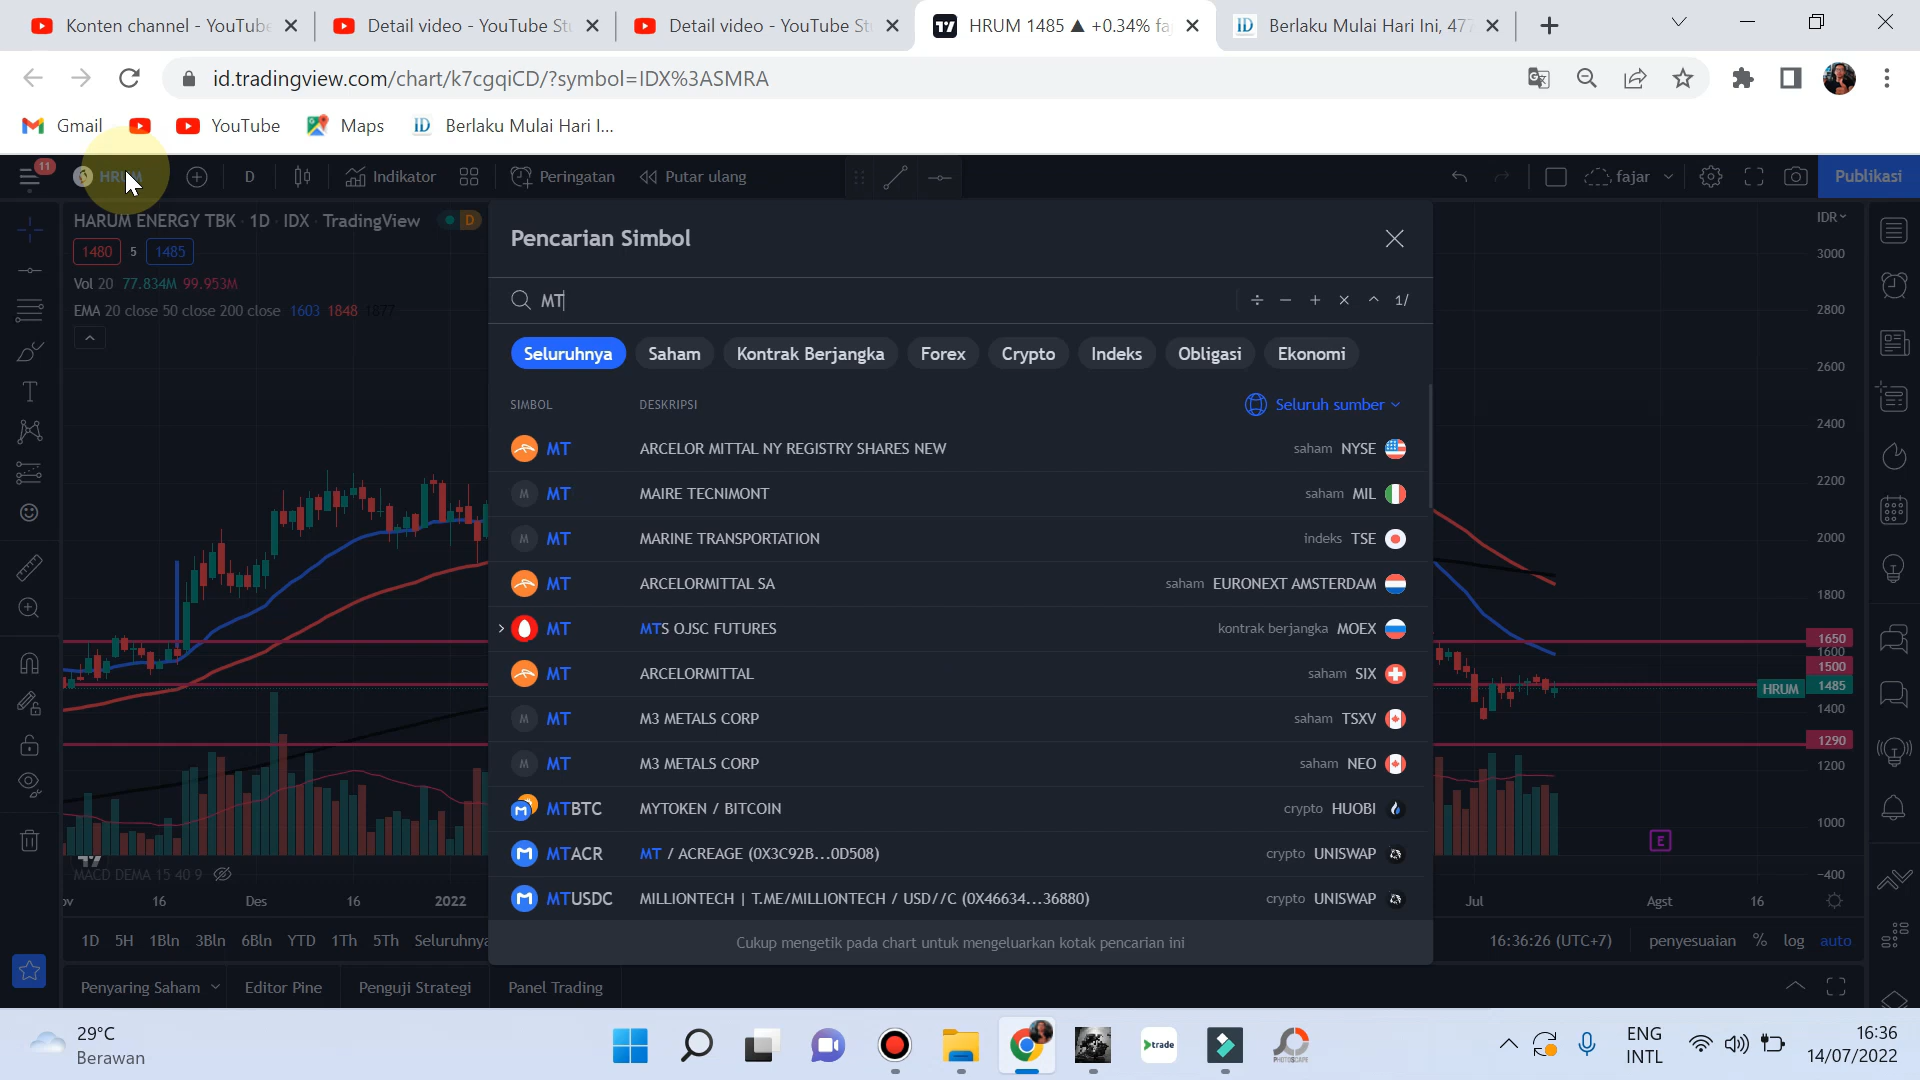 Konten channel - YouTube
Detail video - YouTube St
Detail video - YouTube St
HRUM 1485 ▲ +0.34% fa
Berlaku Mulai Hari Ini, 477
id.tradingview.com/chart/k7cgqiCD/?symbol=IDX%3ASMRA
Gmail
YouTube
Maps
Berlaku Mulai Hari I...
11
HRUM
D
Indikator
Peringatan
Putar ulang
fajar
Publikasi
HARUM ENERGY TBK · 1D · IDX · TradingView
D
1480
5
1485
Vol 20 77.834M 99.953M
EMA 20 close 50 close 200 close 1603 1848 1877
Pencarian Simbol
MT
÷ − + × ^ 1/
Seluruhnya
Saham
Kontrak Berjangka
Forex
Crypto
Indeks
Obligasi
Ekonomi
SIMBOL
DESKRIPSI
Seluruh sumber
MT ARCELOR MITTAL NY REGISTRY SHARES NEW saham NYSE
M MT MAIRE TECNIMONT saham MIL
M MT MARINE TRANSPORTATION indeks TSE
MT ARCELORMITTAL SA saham EURONEXT AMSTERDAM
MT MTS OJSC FUTURES kontrak berjangka MOEX
MT ARCELORMITTAL saham SIX
M MT M3 METALS CORP saham TSXV
M MT M3 METALS CORP saham NEO
MTBTC MYTOKEN / BITCOIN crypto HUOBI
MTACR MT / ACREAGE (0X3C92B...0D508) crypto UNISWAP
MTUSDC MILLIONTECH | T.ME/MILLIONTECH / USD//C (0X46634...36880) crypto UNISWAP
Cukup mengetik pada chart untuk mengeluarkan kotak pencarian ini
IDR
3000
2800
2600
2400
2200
2000
1800
1650
1600
1500
HRUM 1485
1400
1290
1200
1000
E
−400
MACD DEMA 15 40 9
ov
16
Des
16
2022
Jul
Agst
16
1D 5H 1Bln 3Bln 6Bln YTD 1Th 5Th Seluruhnya
16:36:26 (UTC+7)
penyesuaian % log auto
Penyaring Saham
Editor Pine
Penguji Strategi
Panel Trading
29°C
Berawan
trade
PHOTOSCAPE
ENG
INTL
16:36
14/07/2022